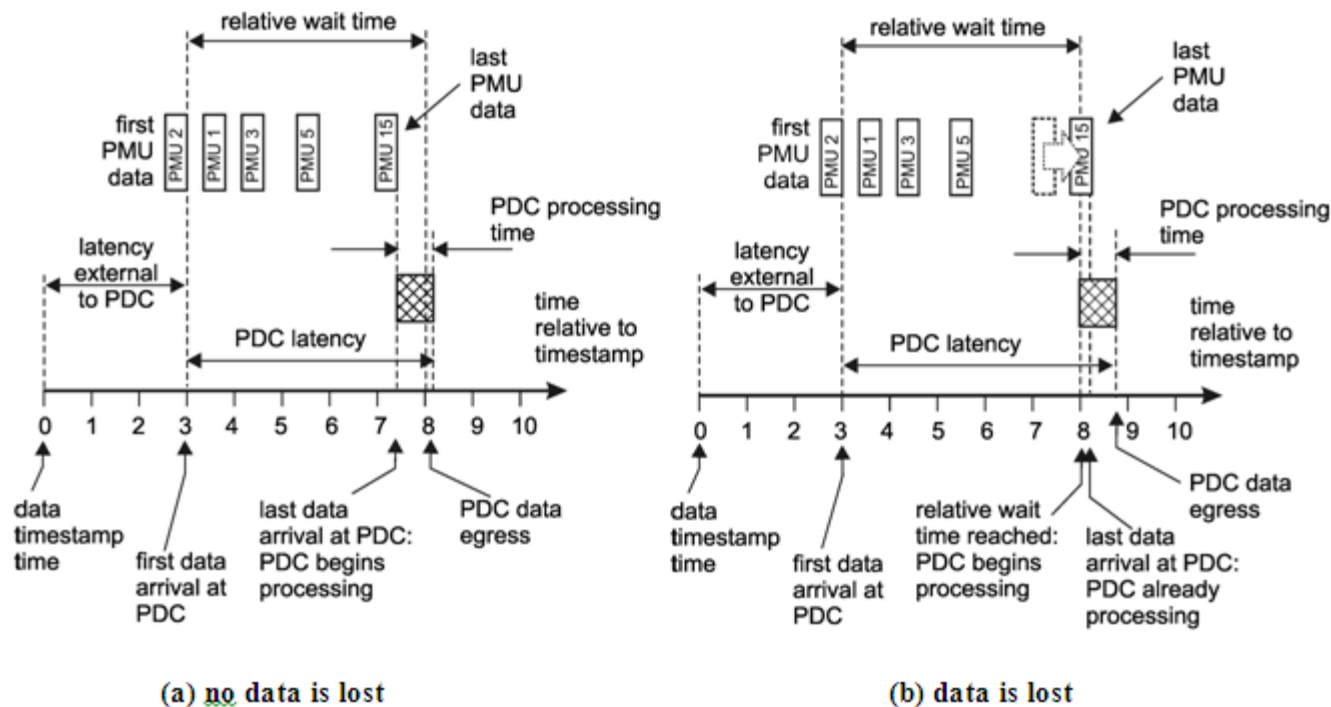 relative wait time
last
PMU
data
first
PMU
data
PMU 2
PMU 1
PMU 3
PMU 5
PMU 15
PDC processing
time
latency
external
to PDC
time
relative to
timestamp
PDC latency
0 1 2 3 4 5 6 7 8 9 10
data
timestamp
time
first data
arrival at
PDC
last data
arrival at PDC:
PDC begins
processing
PDC data
egress
(a) no data is lost
relative wait time
last
PMU
data
first
PMU
data
PMU 2
PMU 1
PMU 3
PMU 5
PMU 15
PDC processing
time
latency
external
to PDC
time
relative to
timestamp
PDC latency
0 1 2 3 4 5 6 7 8 9 10
data
timestamp
time
first data
arrival at
PDC
relative wait
time reached:
PDC begins
processing
last data
arrival at PDC:
PDC already
processing
PDC data
egress
(b) data is lost